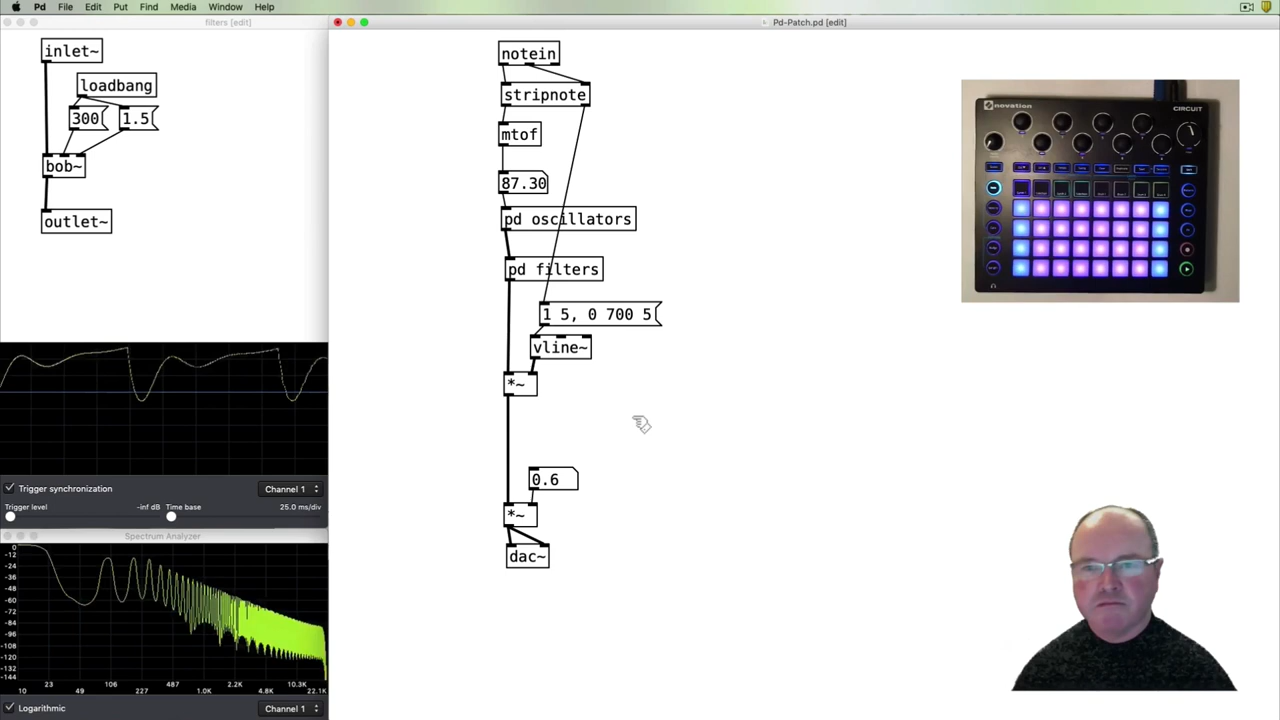 Pd File Edit Put Find Media Window Help
filters [edit]
Pd-Patch.pd [edit]
inlet~
loadbang
300
1.5
bob~
outlet~
notein
stripnote
mtof
87.30
pd oscillators
pd filters
1 5, 0 700 5
vline~
*~
0.6
*~
dac~
novation
CIRCUIT
Trigger synchronization
Channel 1
Trigger level
-inf dB
Time base
25.0 ms/div
Spectrum Analyzer
0
-12
-24
-36
-48
-60
-72
-84
-96
-108
-120
-132
-144
23 106 487 2.2K 10.3K
10 49 227 1.0K 4.8K 22.1K
Logarithmic
Channel 1